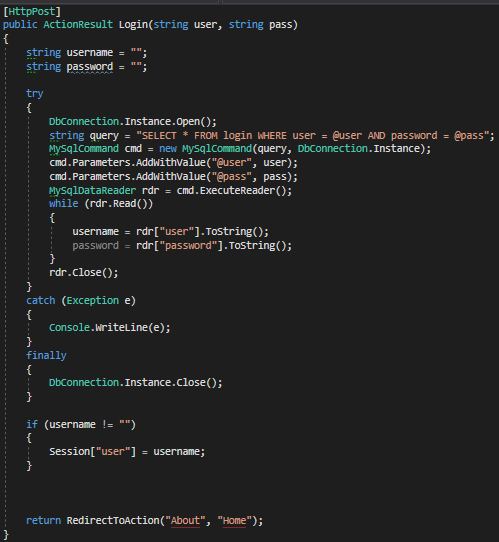 [HttpPost]
public ActionResult Login(string user, string pass)
{
    string username = "";
    string password = "";

    try
    {
        DbConnection.Instance.Open();
        string query = "SELECT * FROM login WHERE user = @user AND password = @pass";
        MySqlCommand cmd = new MySqlCommand(query, DbConnection.Instance);
        cmd.Parameters.AddWithValue("@user", user);
        cmd.Parameters.AddWithValue("@pass", pass);
        MySqlDataReader rdr = cmd.ExecuteReader();
        while (rdr.Read())
        {
            username = rdr["user"].ToString();
            password = rdr["password"].ToString();
        }
        rdr.Close();
    }
    catch (Exception e)
    {
        Console.WriteLine(e);
    }
    finally
    {
        DbConnection.Instance.Close();
    }

    if (username != "")
    {
        Session["user"] = username;
    }

    return RedirectToAction("About", "Home");
}